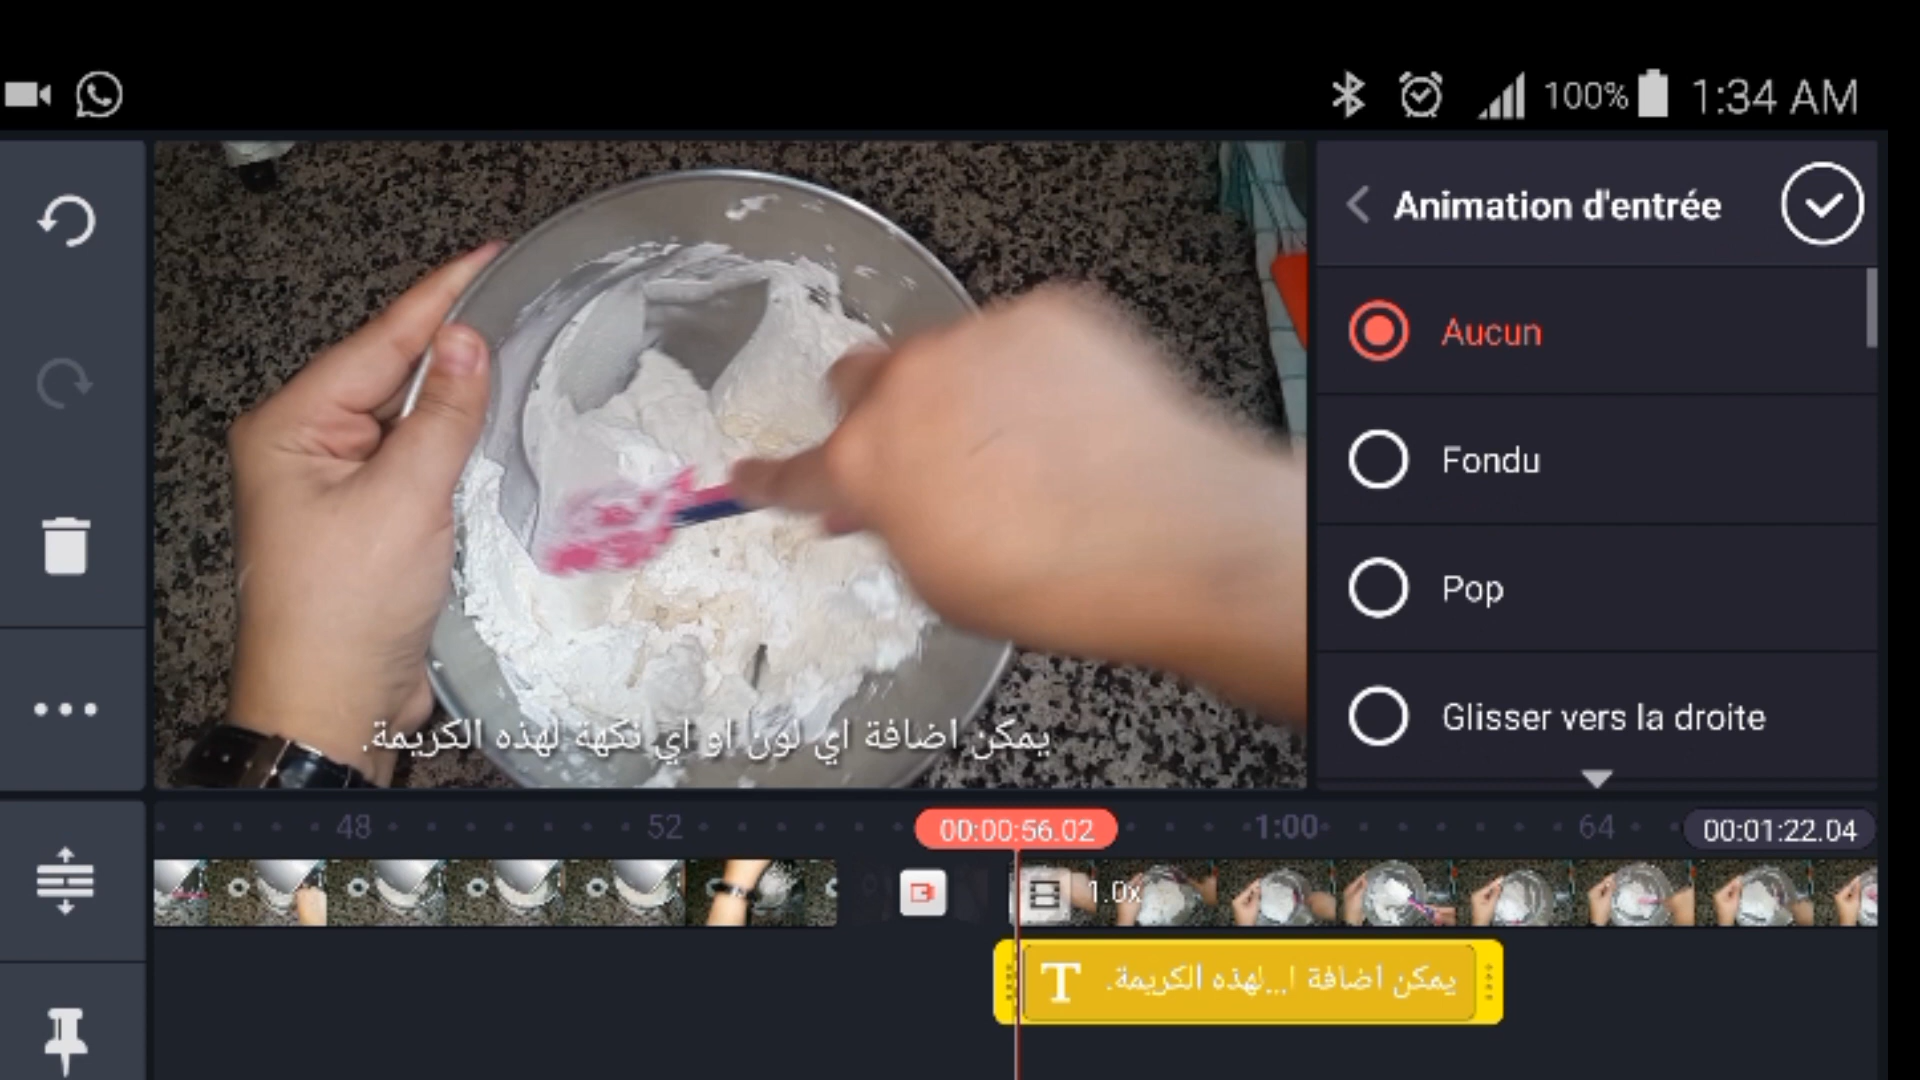 100% 1:34 AM
Animation d'entrée
Aucun
Fondu
Pop
Glisser vers la droite
يمكن اضافة اي لون او اي نكهة لهذه الكريمة.
48 52 00:00:56.02 1:00 64 00:01:22.04
1.0x
T يمكن اضافة ا...لهذه الكريمة.